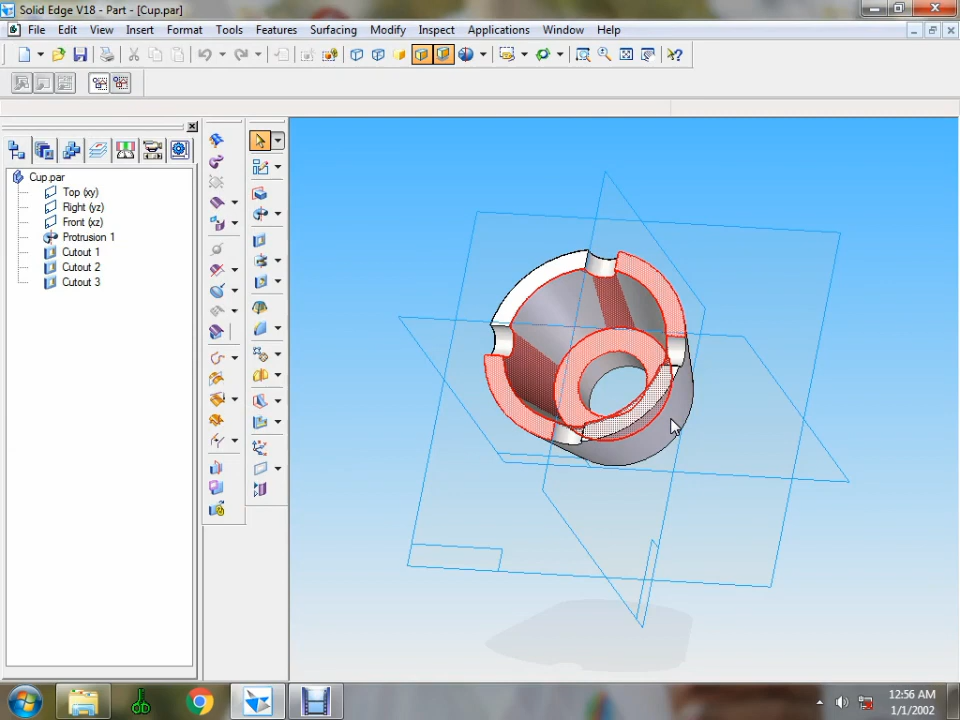 Solid Edge V18 - Part - [Cup.par]
File Edit View Insert Format Tools Features Surfacing Modify Inspect Applications Window Help
Cup.par
Top (xy)
Right (yz)
Front (xz)
Protrusion 1
Cutout 1
Cutout 2
Cutout 3
12:56 AM
1/1/2002